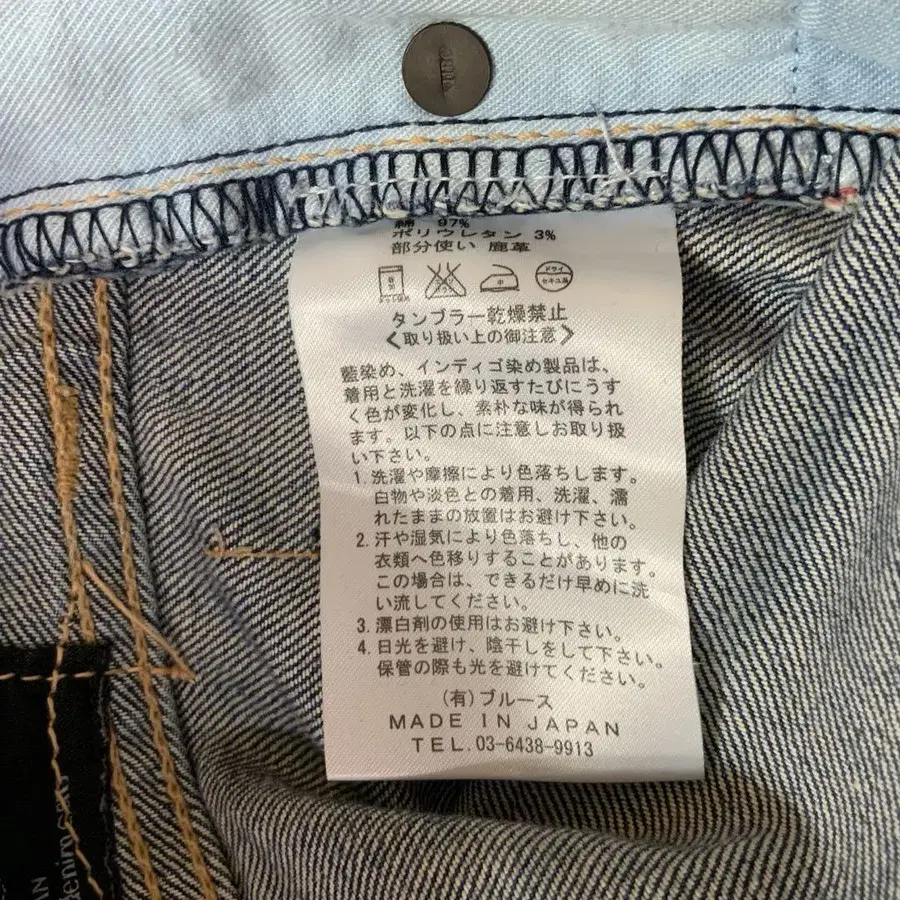 綿 97%
ポリウレタン 3%
部分使い 鹿革
ドライ
セキユ系
中
タンブラー乾燥禁止
〈取り扱い上の御注意〉
藍染め、インディゴ染め製品は、
着用と洗濯を繰り返すたびにうす
く色が変化し、素朴な味が得られ
ます。以下の点に注意しお取り扱
い下さい。
1. 洗濯や摩擦により色落ちします。
白物や淡色との着用、洗濯、濡
れたままの放置はお避け下さい。
2. 汗や湿気により色落ちし、他の
衣類へ色移りすることがあります。
この場合は、できるだけ早めに洗
い流してください。
3. 漂白剤の使用はお避け下さい。
4. 日光を避け、陰干しをして下さい。
保管の際も光を避けてください。
(有)ブルース
MADE IN JAPAN
TEL.03-6438-9913